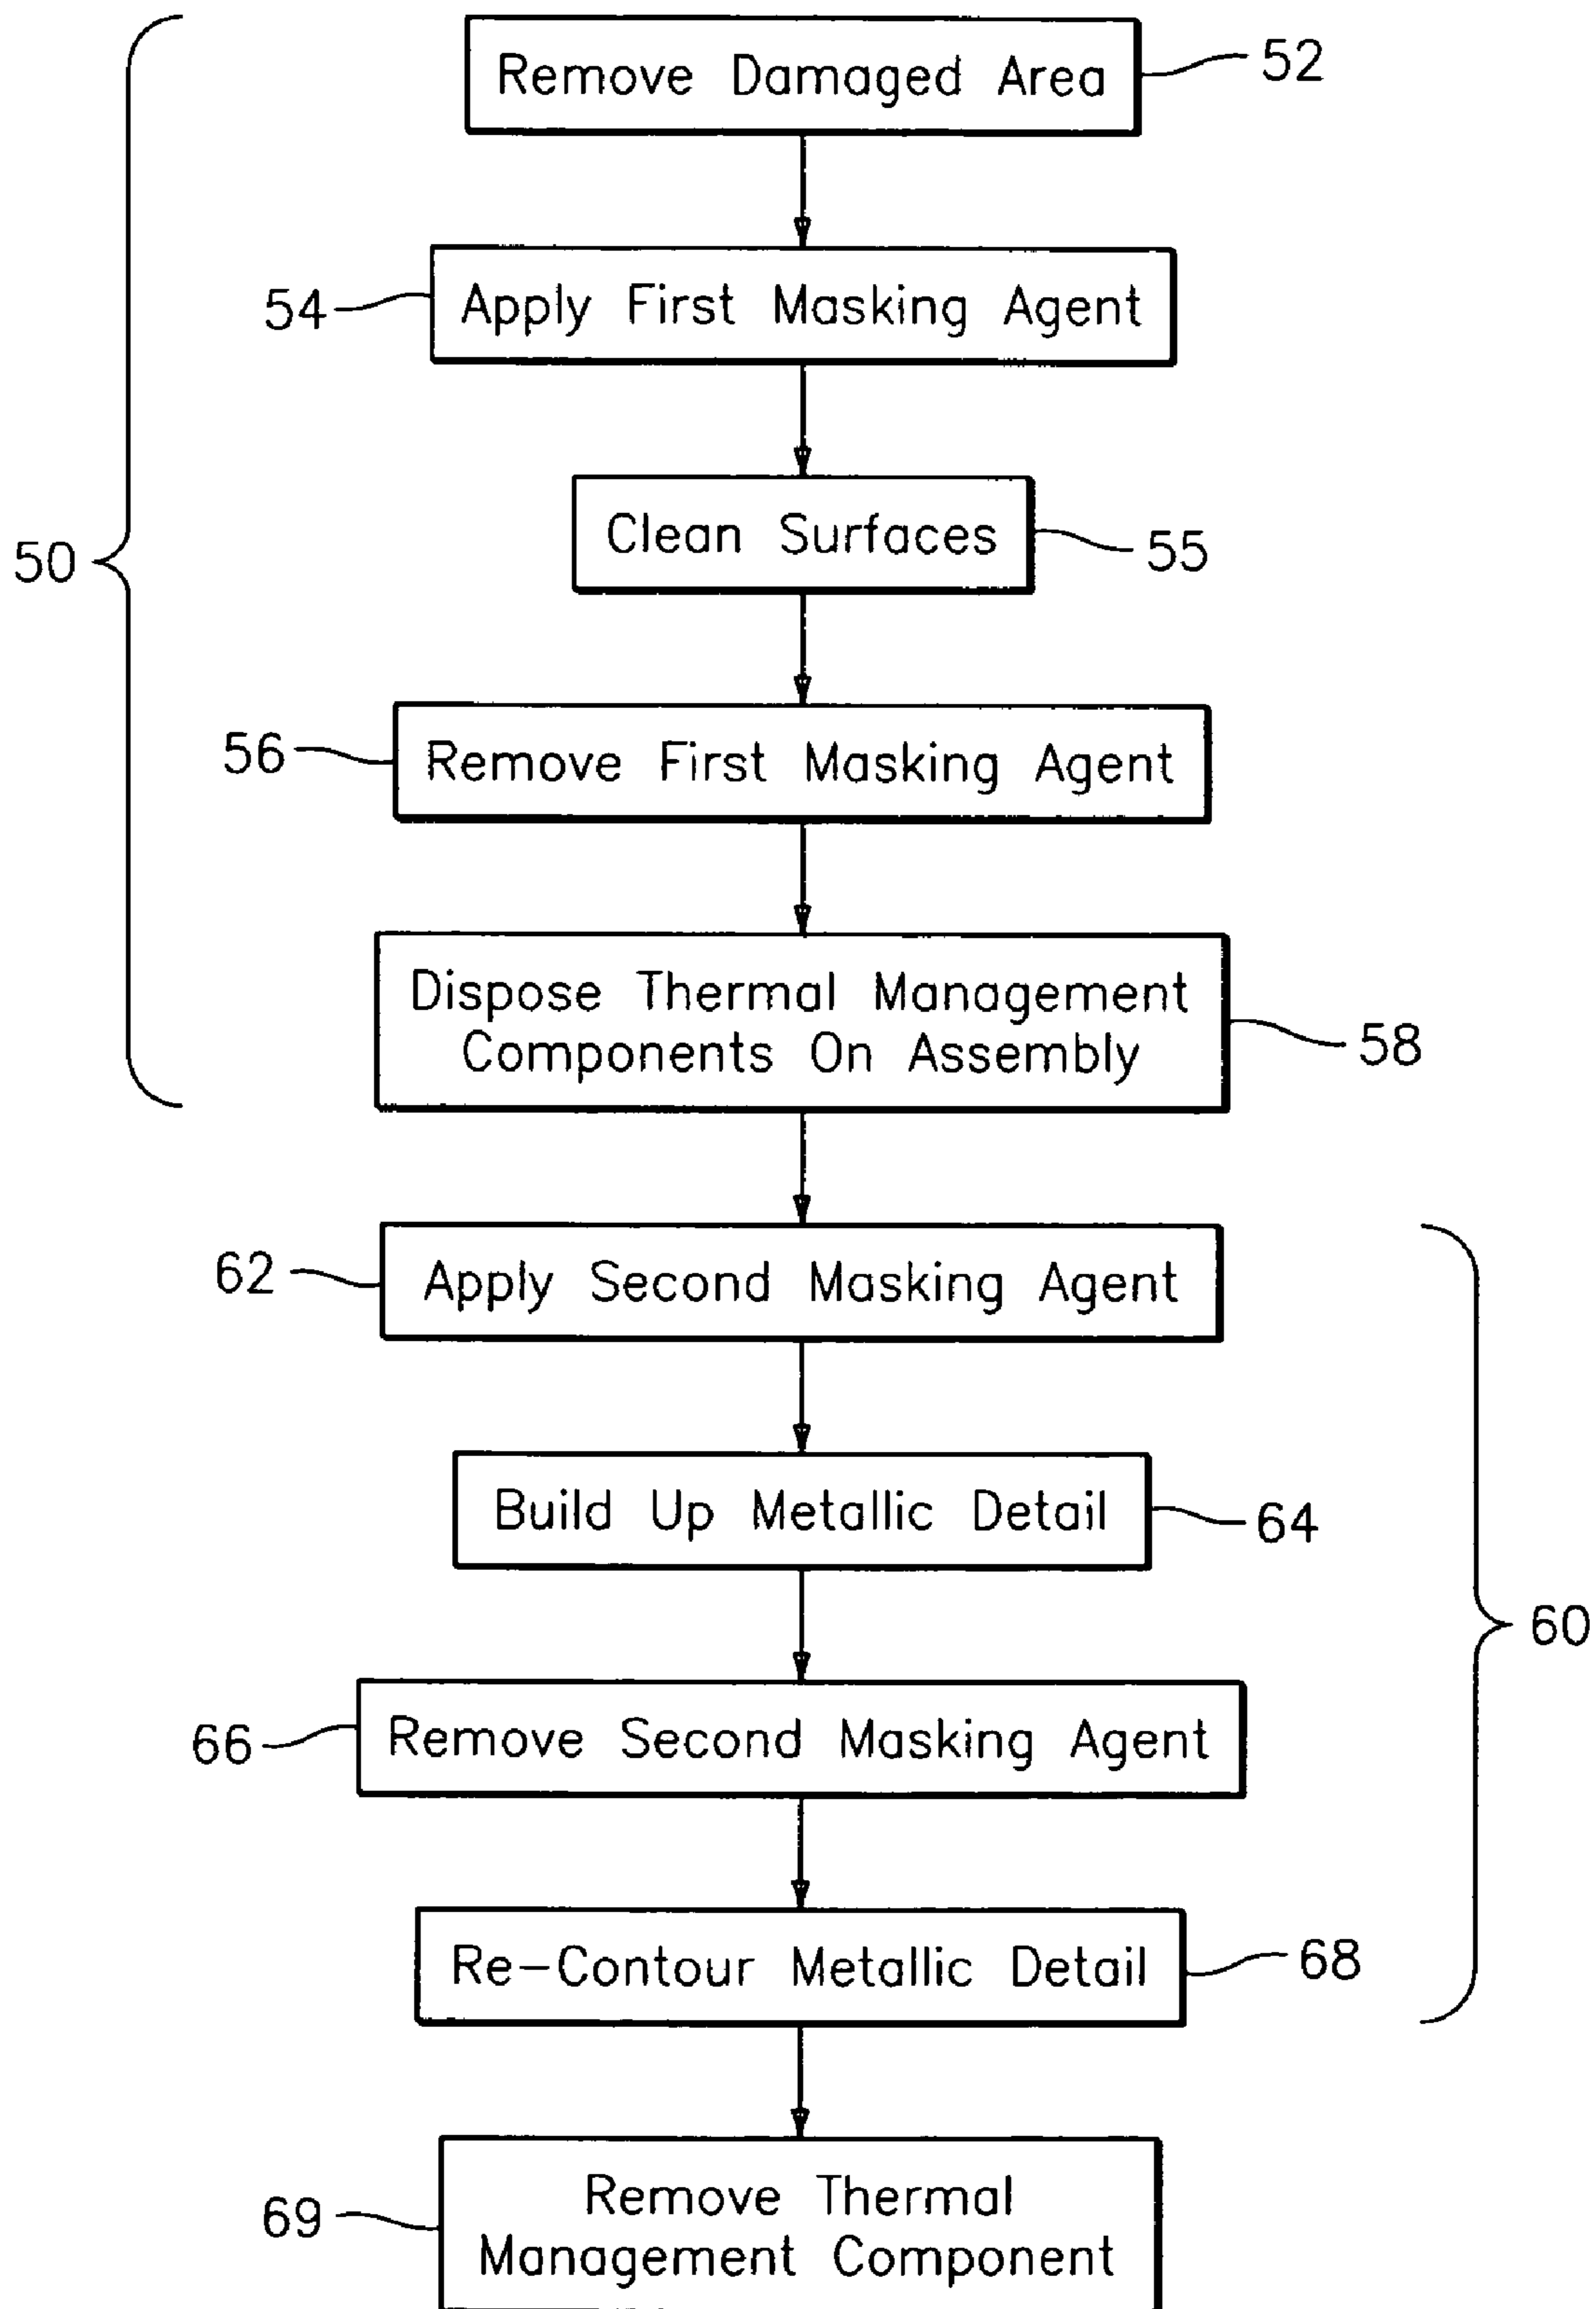 Remove Damaged Area
52
54
Apply First Masking Agent
Clean Surfaces
55
50
56
Remove First Masking Agent
Dispose Thermal Management
Components On Assembly
58
62
Apply Second Masking Agent
Build Up Metallic Detail
64
60
66
Remove Second Masking Agent
Re-Contour Metallic Detail
68
69
Remove Thermal
Management Component